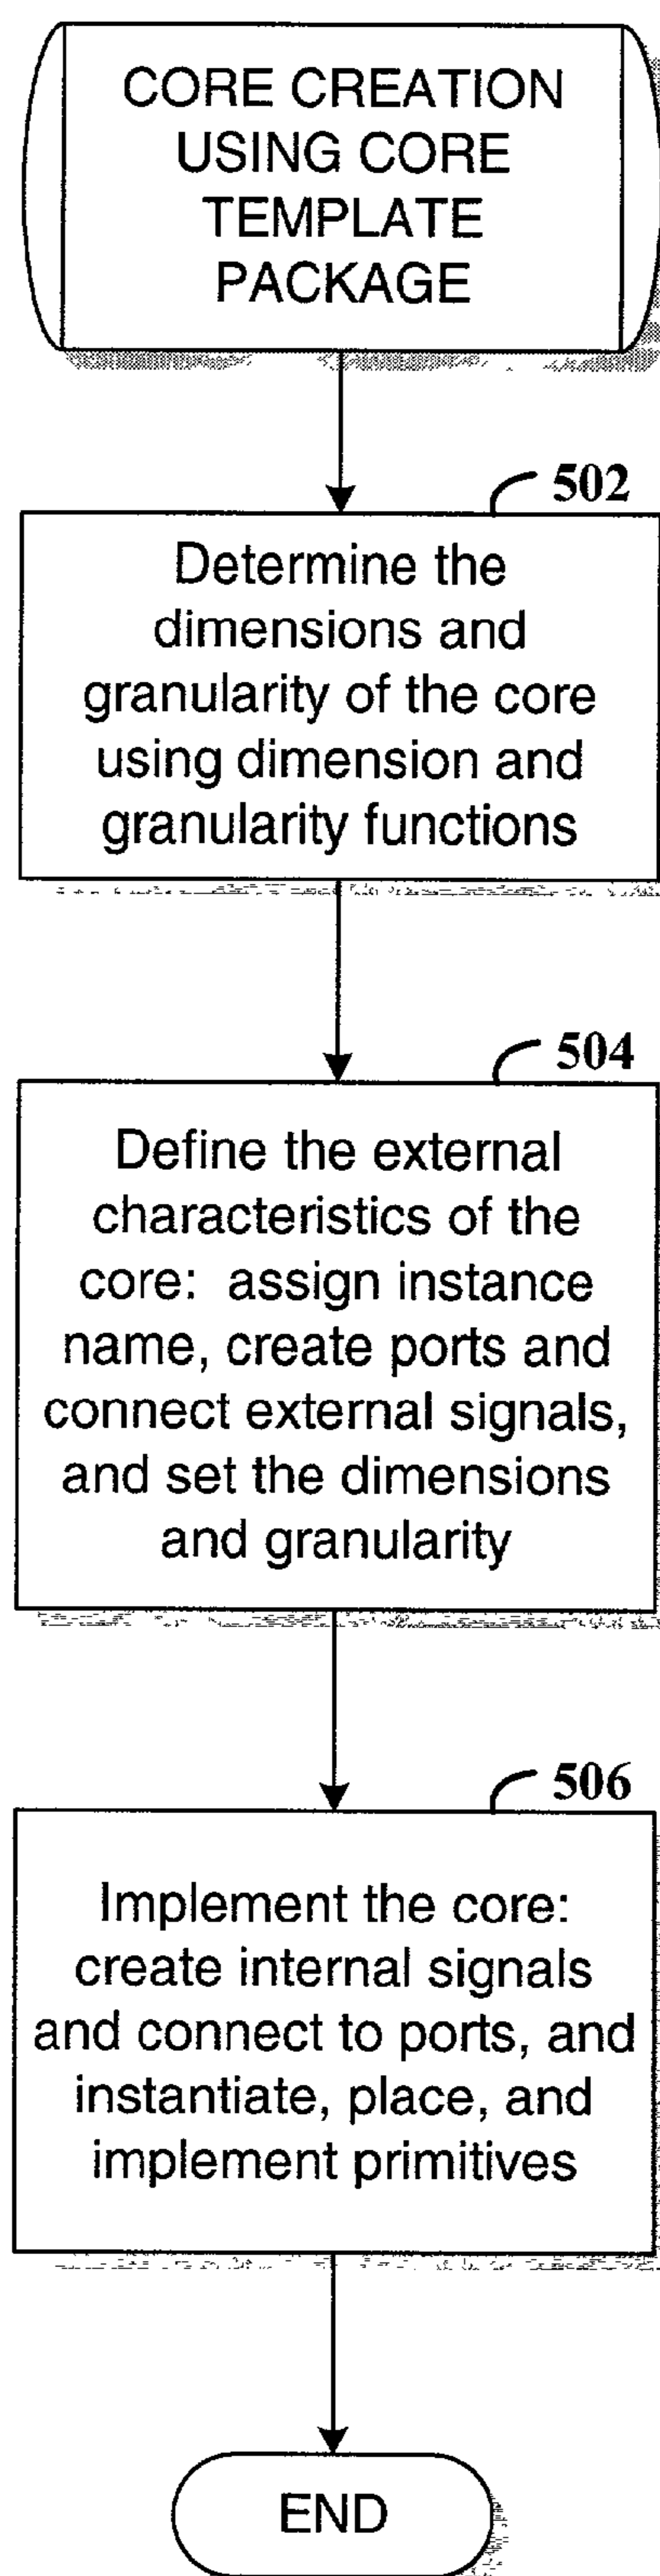 CORE CREATION
USING CORE
TEMPLATE
PACKAGE
502
Determine the
dimensions and
granularity of the core
using dimension and
granularity functions
504
Define the external
characteristics of the
core: assign instance
name, create ports and
connect external signals,
and set the dimensions
and granularity
506
Implement the core:
create internal signals
and connect to ports, and
instantiate, place, and
implement primitives
END